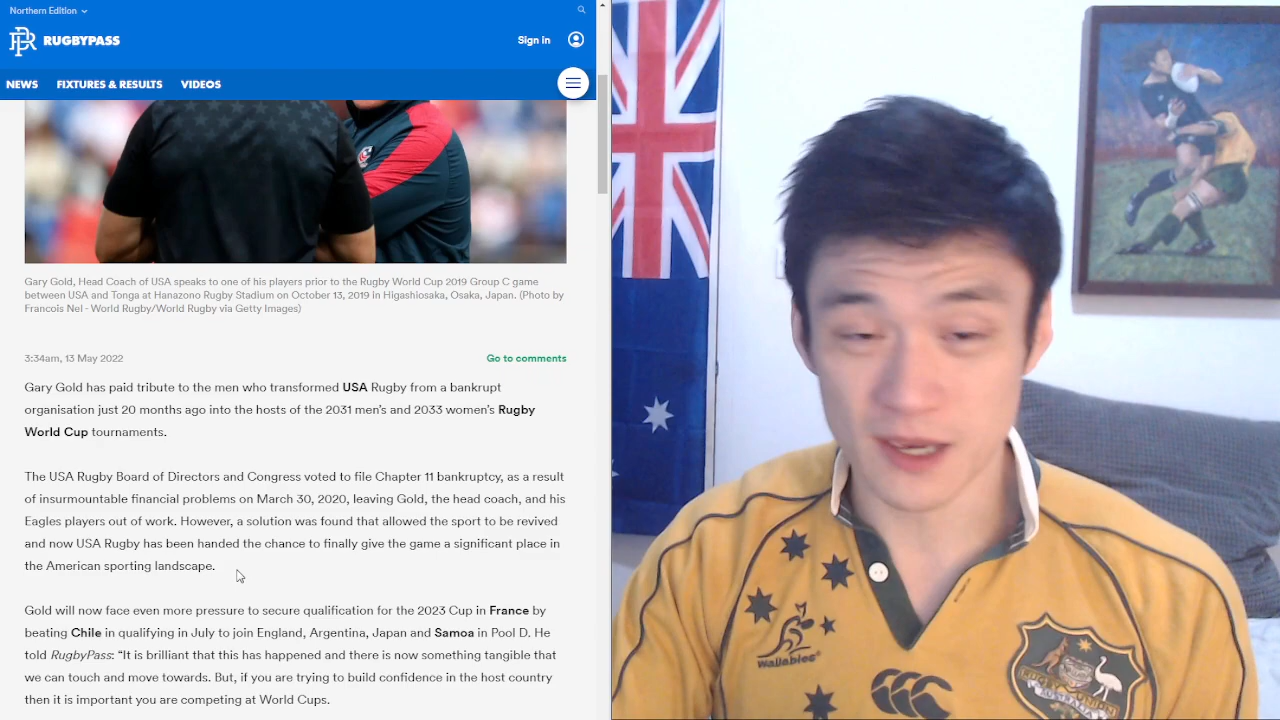 Northern Edition
RUGBYPASS
Sign in
NEWS FIXTURES & RESULTS VIDEOS
Gary Gold, Head Coach of USA speaks to one of his players prior to the Rugby World Cup 2019 Group C game
between USA and Tonga at Hanazono Rugby Stadium on October 13, 2019 in Higashiosaka, Osaka, Japan. (Photo by
Francois Nel - World Rugby/World Rugby via Getty Images)
3:34am, 13 May 2022
Go to comments
Gary Gold has paid tribute to the men who transformed USA Rugby from a bankrupt
organisation just 20 months ago into the hosts of the 2031 men's and 2033 women's Rugby
World Cup tournaments.
The USA Rugby Board of Directors and Congress voted to file Chapter 11 bankruptcy, as a result
of insurmountable financial problems on March 30, 2020, leaving Gold, the head coach, and his
Eagles players out of work. However, a solution was found that allowed the sport to be revived
and now USA Rugby has been handed the chance to finally give the game a significant place in
the American sporting landscape.
Gold will now face even more pressure to secure qualification for the 2023 Cup in France by
beating Chile in qualifying in July to join England, Argentina, Japan and Samoa in Pool D. He
told RugbyPass: “It is brilliant that this has happened and there is now something tangible that
we can touch and move towards. But, if you are trying to build confidence in the host country
then it is important you are competing at World Cups.
wallabies
RUGBY UNION
AUSTRALIA